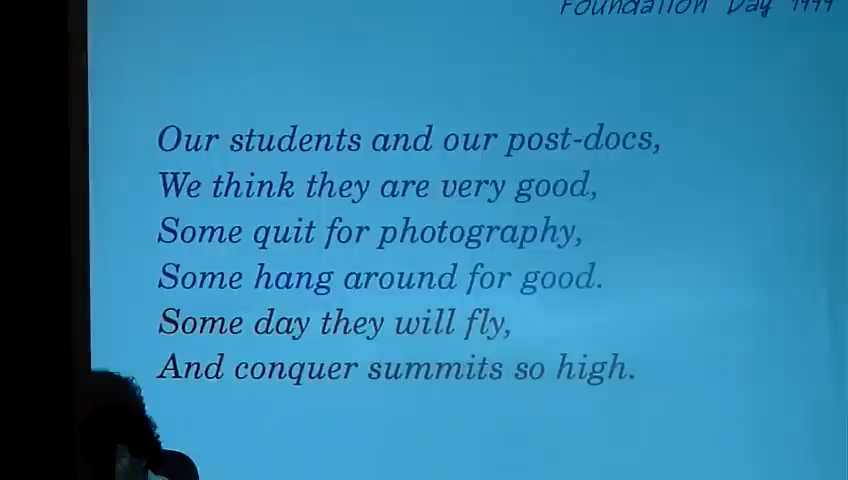 Foundation Day 1999
Our students and our post-docs,
We think they are very good,
Some quit for photography,
Some hang around for good.
Some day they will fly,
And conquer summits so high.